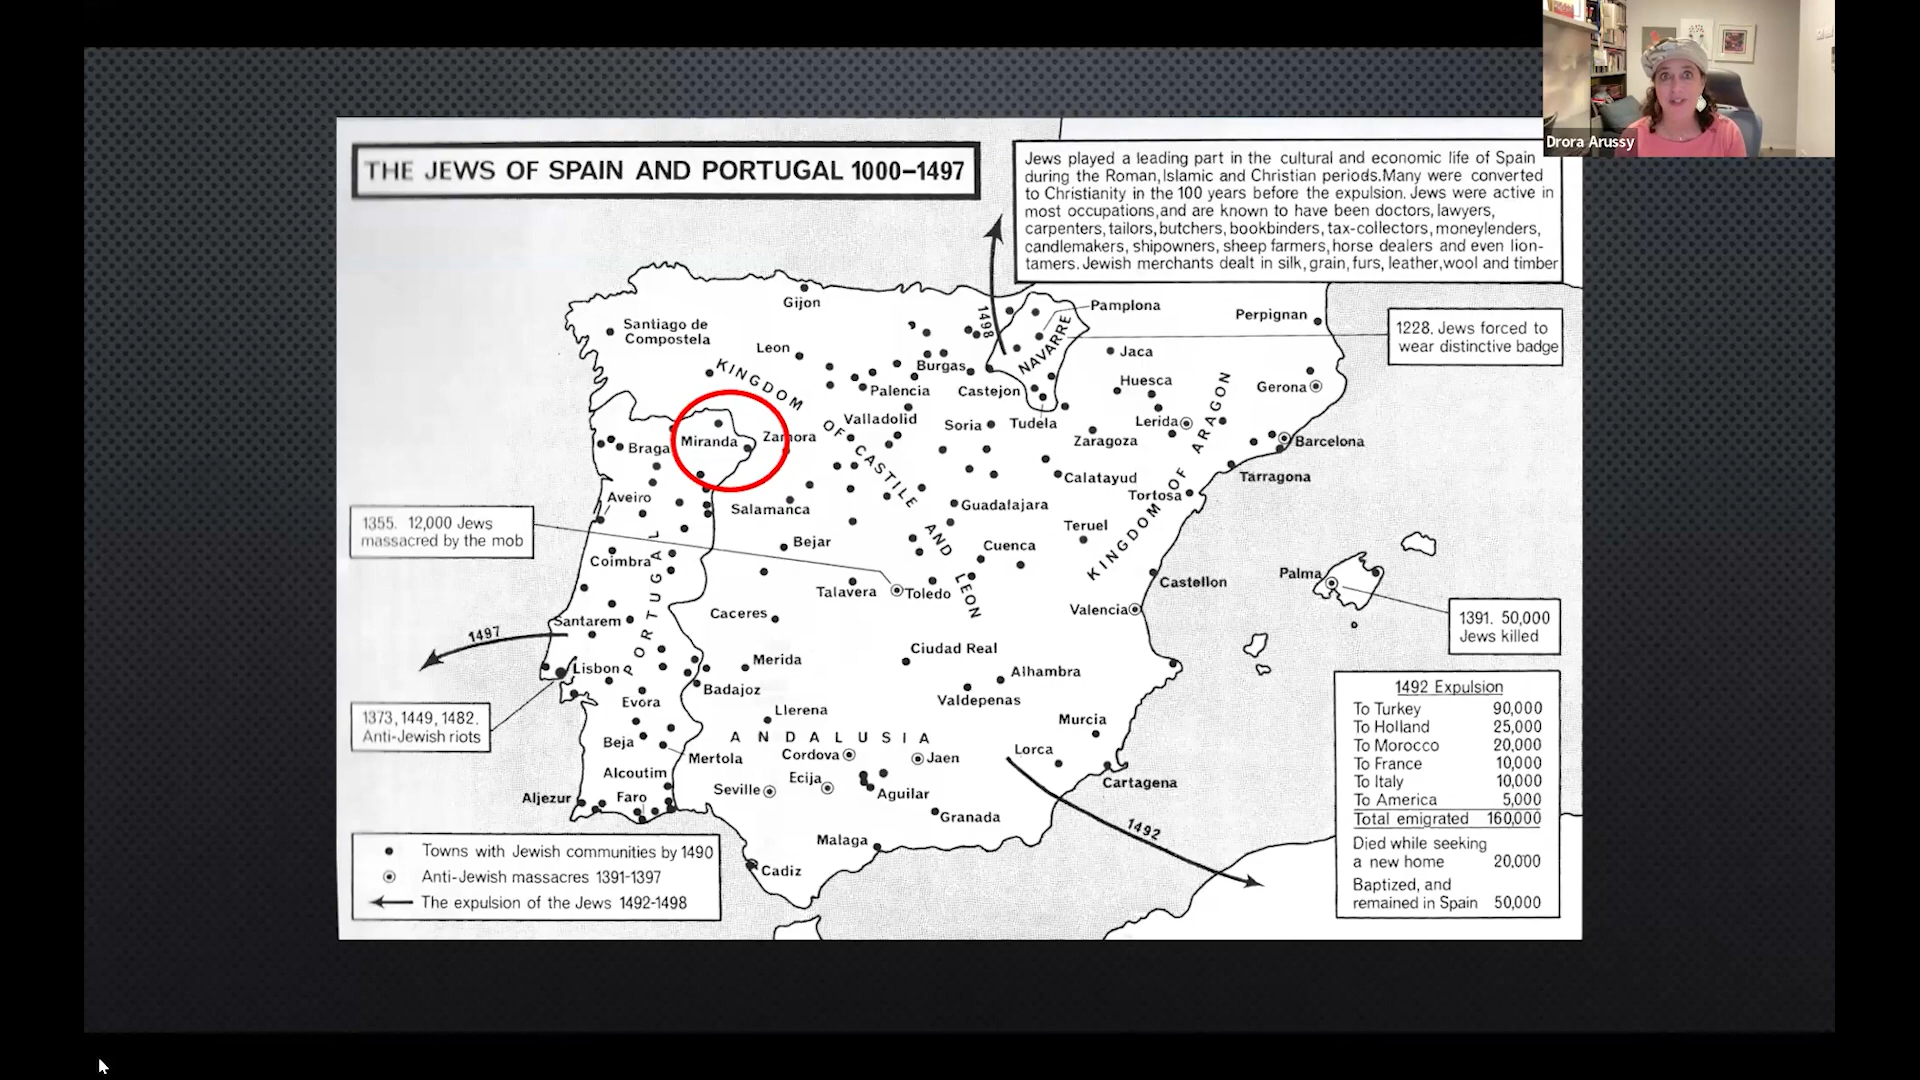 Drora Arussy
THE JEWS OF SPAIN AND PORTUGAL 1000–1497
Jews played a leading part in the cultural and economic life of Spain
during the Roman, Islamic and Christian periods. Many were converted
to Christianity in the 100 years before the expulsion. Jews were active in
most occupations, and are known to have been doctors, lawyers,
carpenters, tailors, butchers, bookbinders, tax-collectors, moneylenders,
candlemakers, shipowners, sheep farmers, horse dealers and even lion-
tamers. Jewish merchants dealt in silk, grain, furs, leather, wool and timber
Gijon
Pamplona
1498
NAVARRE
Perpignan
1228. Jews forced to
wear distinctive badge
Santiago de
Compostela
Leon
Jaca
Burgas
KINGDOM OF CASTILE AND LEON
Palencia
Castejon
Huesca
Gerona
Valladolid
Soria
Tudela
Lerida
KINGDOM OF ARAGON
Miranda
Zamora
Braga
Zaragoza
Barcelona
Calatayud
Tarragona
Aveiro
Tortosa
Salamanca
Guadalajara
1355. 12,000 Jews
massacred by the mob
Teruel
Bejar
Cuenca
Coimbra
PORTUGAL
Talavera
Toledo
Castellon
Palma
Caceres
Valencia
1391. 50,000
Jews killed
Santarem
1497
Ciudad Real
Merida
Lisbon
Alhambra
Badajoz
Valdepenas
Evora
Llerena
1373, 1449, 1482.
Anti-Jewish riots
Murcia
ANDALUSIA
Beja
Mertola
Cordova
Jaen
Lorca
Alcoutim
Ecija
Cartagena
Seville
Aguilar
Aljezur
Faro
Granada
1492
Malaga
Cadiz
1492 Expulsion
To Turkey 90,000
To Holland 25,000
To Morocco 20,000
To France 10,000
To Italy 10,000
To America 5,000
Total emigrated 160,000
Died while seeking
a new home 20,000
Baptized, and
remained in Spain 50,000
Towns with Jewish communities by 1490
Anti-Jewish massacres 1391-1397
The expulsion of the Jews 1492-1498